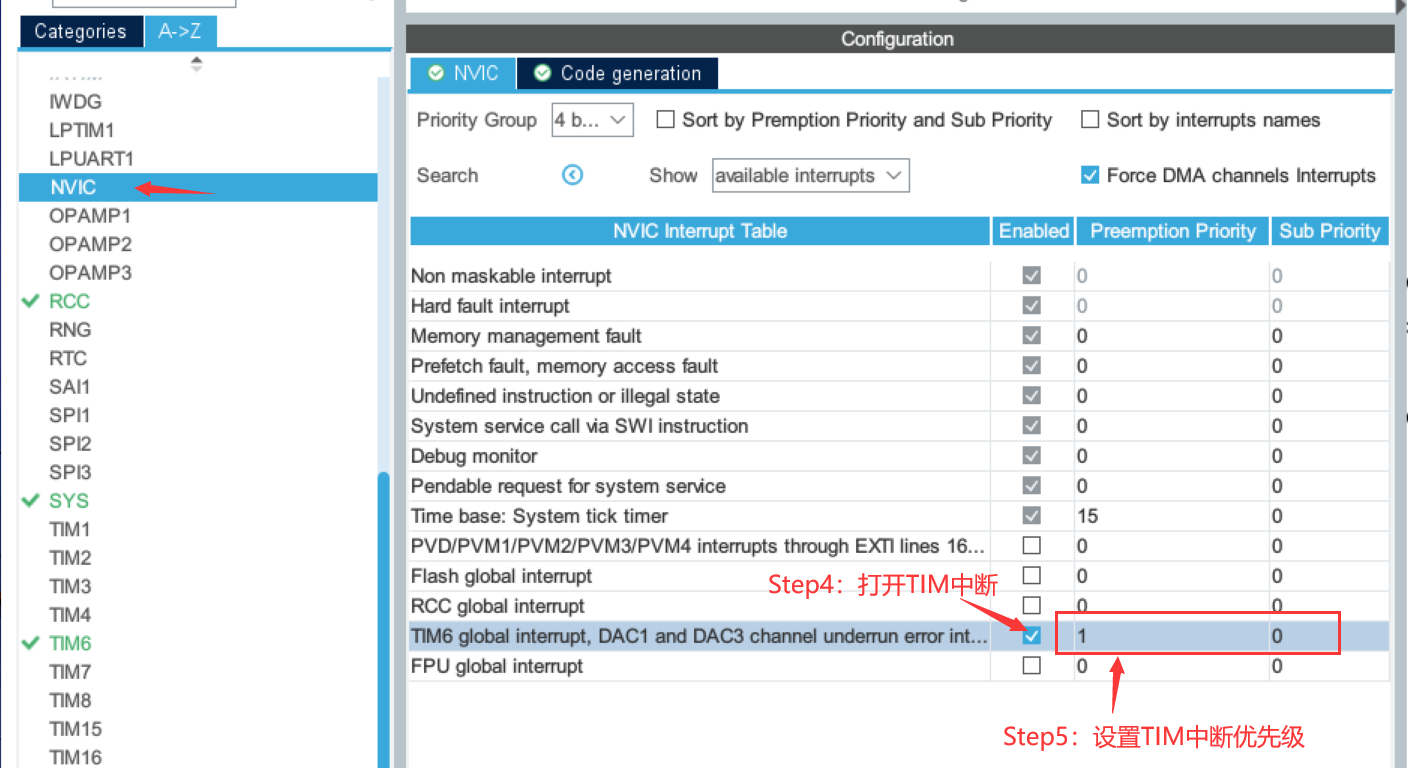 Categories
A->Z
IWDG
LPTIM1
LPUART1
NVIC
OPAMP1
OPAMP2
OPAMP3
RCC
RNG
RTC
SAI1
SPI1
SPI2
SPI3
SYS
TIM1
TIM2
TIM3
TIM4
TIM6
TIM7
TIM8
TIM15
TIM16
Configuration
NVIC
Code generation
Priority Group 4 b... Sort by Premption Priority and Sub Priority Sort by interrupts names
Search Show available interrupts Force DMA channels Interrupts
NVIC Interrupt Table Enabled Preemption Priority Sub Priority
Non maskable interrupt 0 0
Hard fault interrupt 0 0
Memory management fault 0 0
Prefetch fault, memory access fault 0 0
Undefined instruction or illegal state 0 0
System service call via SWI instruction 0 0
Debug monitor 0 0
Pendable request for system service 0 0
Time base: System tick timer 15 0
PVD/PVM1/PVM2/PVM3/PVM4 interrupts through EXTI lines 16... 0 0
Flash global interrupt 0 0
Step4：打开TIM中断
RCC global interrupt 0 0
TIM6 global interrupt, DAC1 and DAC3 channel underrun error int... 1 0
FPU global interrupt 0 0
Step5：设置TIM中断优先级